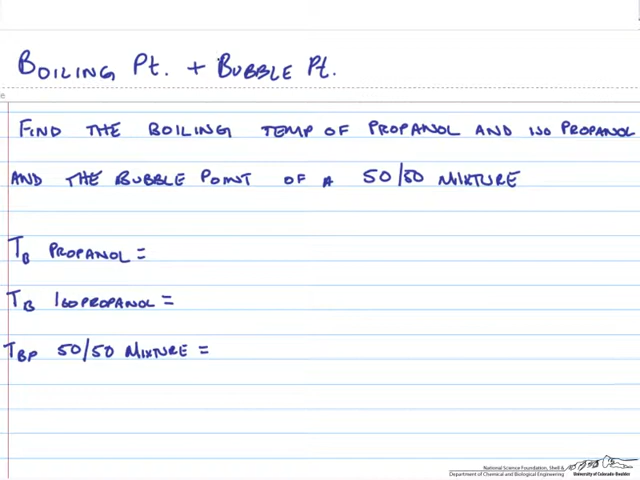 BOILING Pt. + BUBBLE Pt.
FIND THE BOILING TEMP OF PROPANOL AND ISO PROPANOL
AND THE BUBBLE POINT OF A 50/50 MIXTURE
TB PROPANOL =
TB ISOPROPANOL =
TBP 50/50 MIXTURE =
National Science Foundation, Shell &
Department of Chemical and Biological Engineering
University of Colorado Boulder